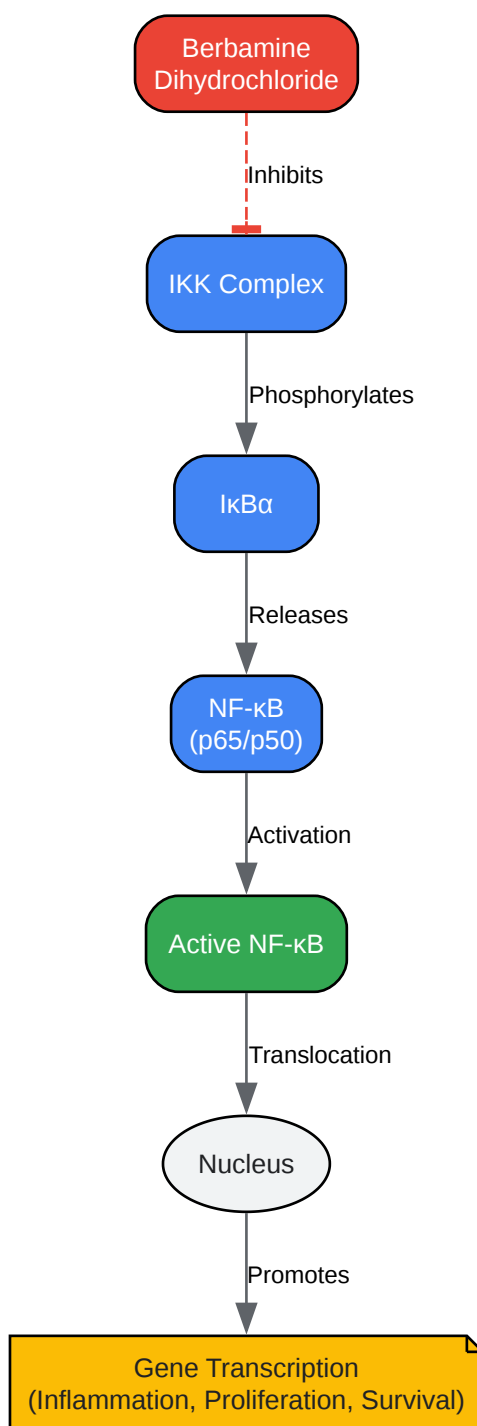 Berbamine
Dihydrochloride
Inhibits
IKK Complex
Phosphorylates
IκBα
Releases
NF-κB
(p65/p50)
Activation
Active NF-κB
Translocation
Nucleus
Promotes
Gene Transcription
(Inflammation, Proliferation, Survival)